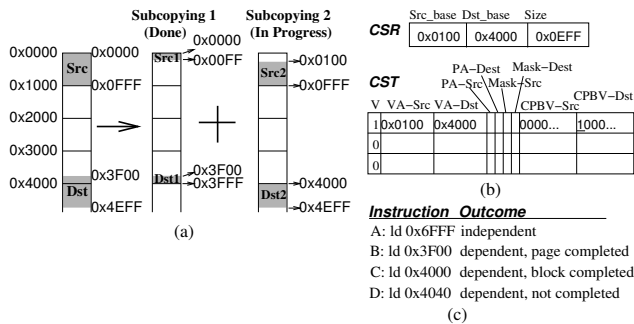 Subcopying 1 Subcopying 2
(Done) (In Progress)
0x0000 0x0000 0x0000
Src Src1 0x00FF 0x0100
Src2
0x1000 0x0FFF 0x0FFF
0x2000
0x3000
0x3F00 0x3F00
0x4000 Dst1 0x3FFF 0x4000
Dst Dst2
0x4EFF 0x4EFF
(a)
Src_base Dst_base Size
CSR 0x0100 0x4000 0x0EFF
CST
PA-Dest Mask-Dest
PA-Src Mask-Src
V VA-Src VA-Dst CPBV-Src CPBV-Dst
1 0x0100 0x4000 0000... 1000...
0
0
(b)
Instruction Outcome
A: ld 0x6FFF independent
B: ld 0x3F00 dependent, page completed
C: ld 0x4000 dependent, block completed
D: ld 0x4040 dependent, not completed
(c)